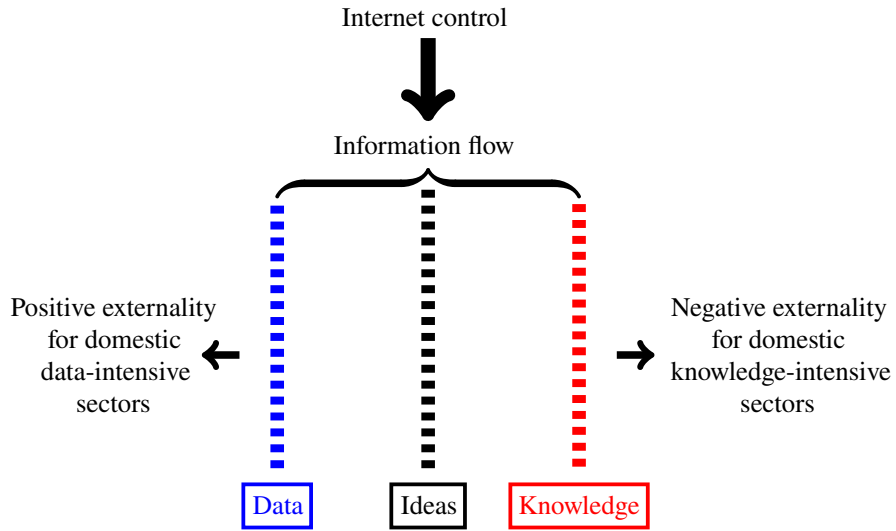 Internet control
Information flow
Positive externality
for domestic
data-intensive
sectors
Negative externality
for domestic
knowledge-intensive
sectors
Data
Ideas
Knowledge